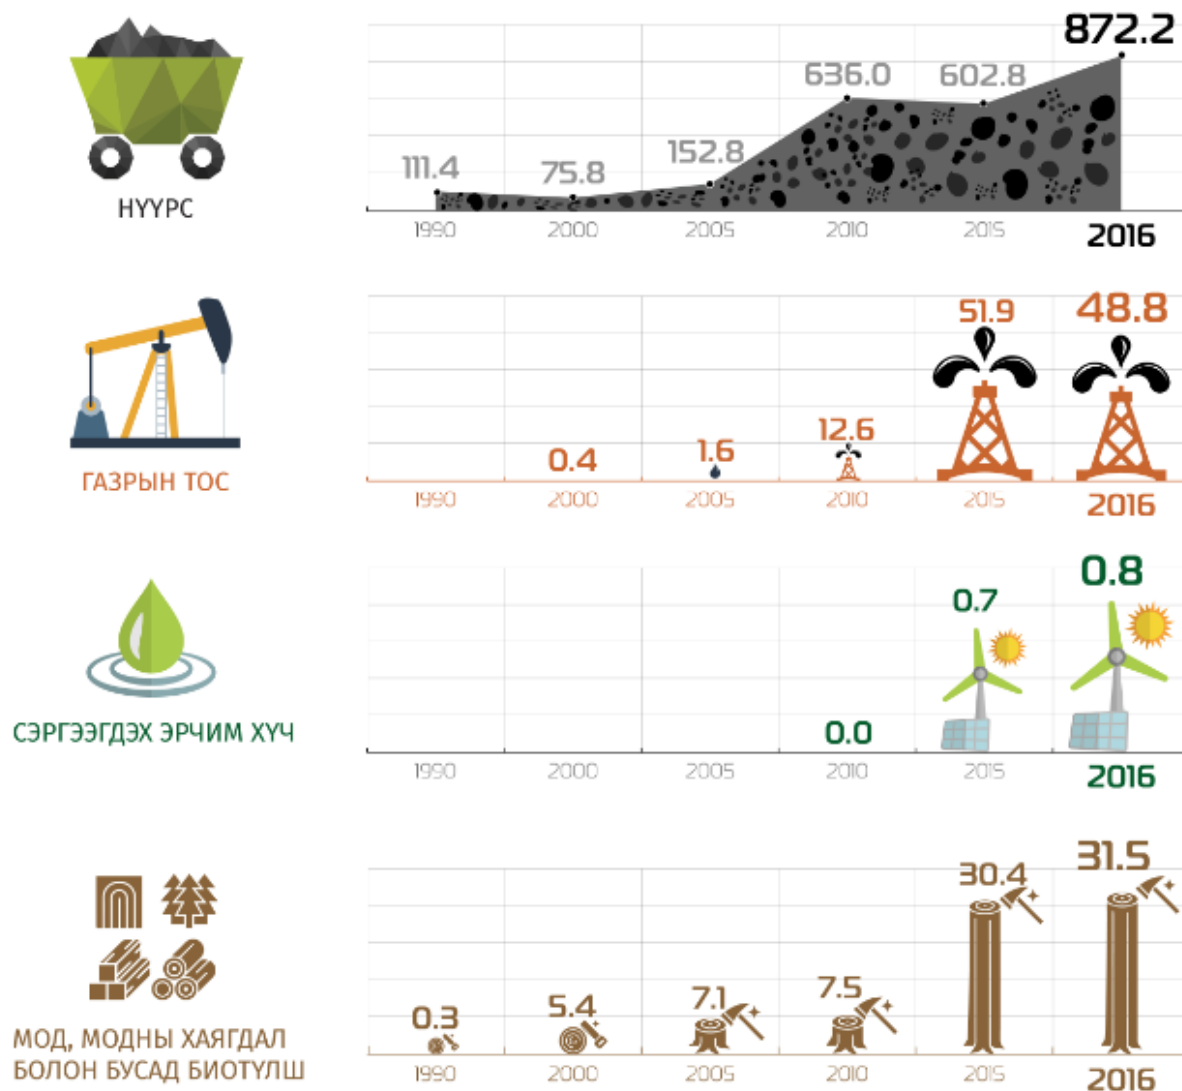 872.2
636.0 602.8
152.8
111.4 75.8
НҮҮРС
1990 2000 2005 2010 2015 2016
51.9 48.8
12.6
0.4 1.6
ГАЗРЫН ТОС
1990 2000 2005 2010 2015 2016
0.8
0.7
0.0
СЭРГЭЭГДЭХ ЭРЧИМ ХҮЧ
1990 2000 2005 2010 2015 2016
31.5
30.4
0.3 5.4 7.1 7.5
МОД, МОДНЫ ХАЯГДАЛ
БОЛОН БУСАД БИОТҮЛШ
1990 2000 2005 2010 2015 2016